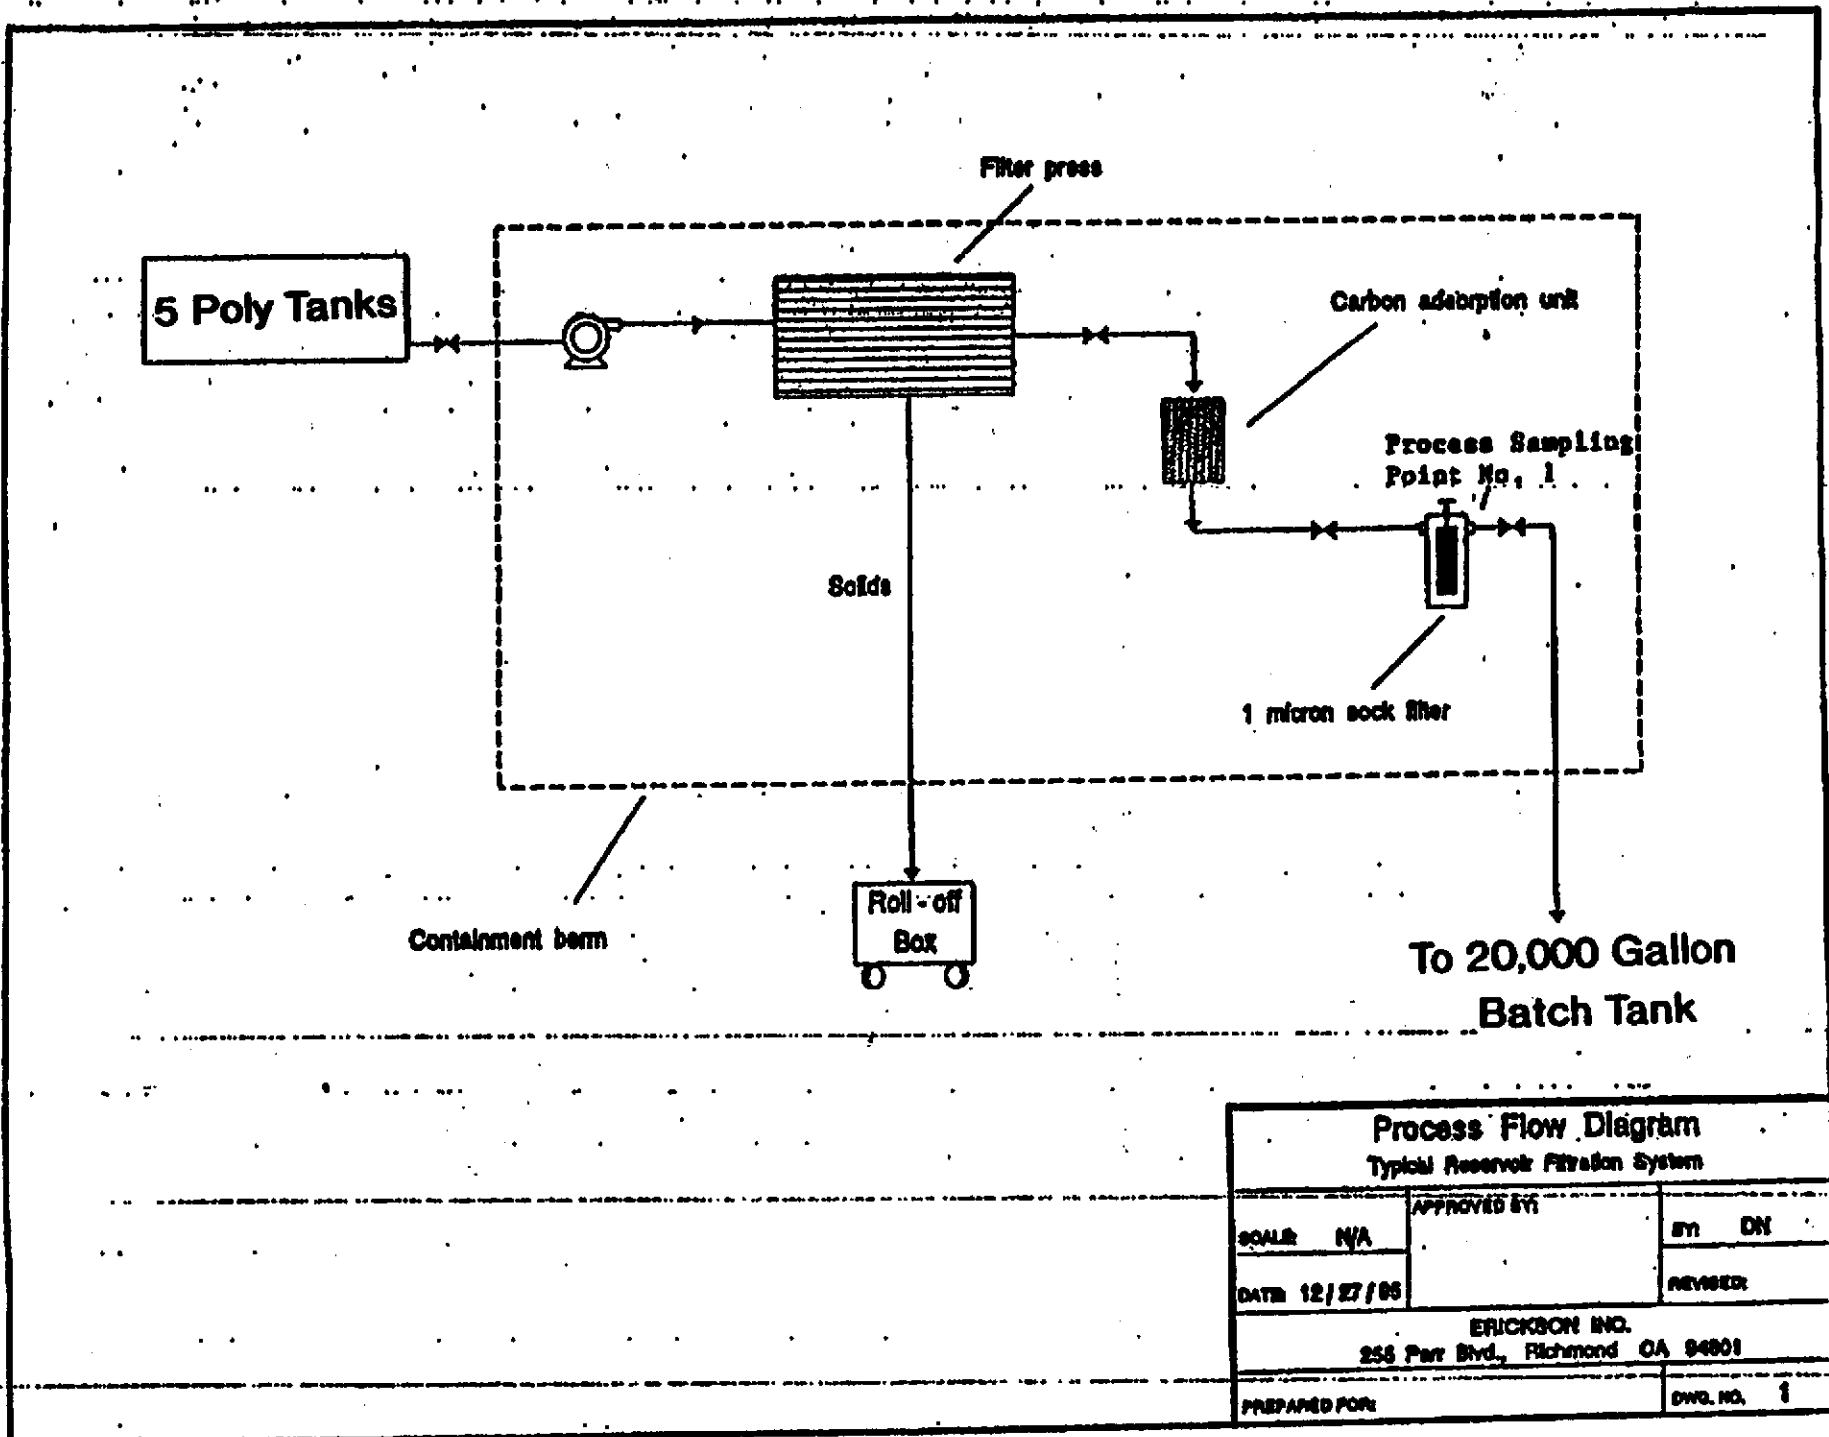 Filter press
5 Poly Tanks
Carbon adsorption unit
Process Sampling
Point No. 1
Solids
1 micron sock filter
Containment berm
Roll - off
Box
To 20,000 Gallon
Batch Tank
Process Flow Diagram
Typical Reservoir Filtration System
SCALE: N/A
APPROVED BY:
BY: DN
DATE: 12/27/95
REVISED:
ERICKSON INC.
255 Parr Blvd., Richmond CA 94801
PREPARED FOR:
DWG. NO. 1